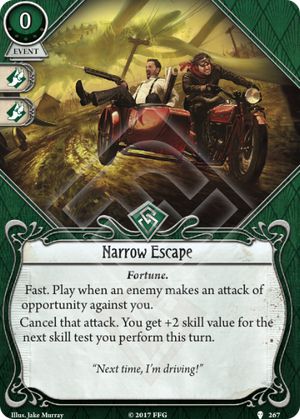 0
EVENT
Narrow Escape
Fortune.
Fast. Play when an enemy makes an attack of
opportunity against you.
Cancel that attack. You get +2 skill value for the
next skill test you perform this turn.
“Next time, I’m driving!”
Illus. Jake Murray
© 2017 FFG
267